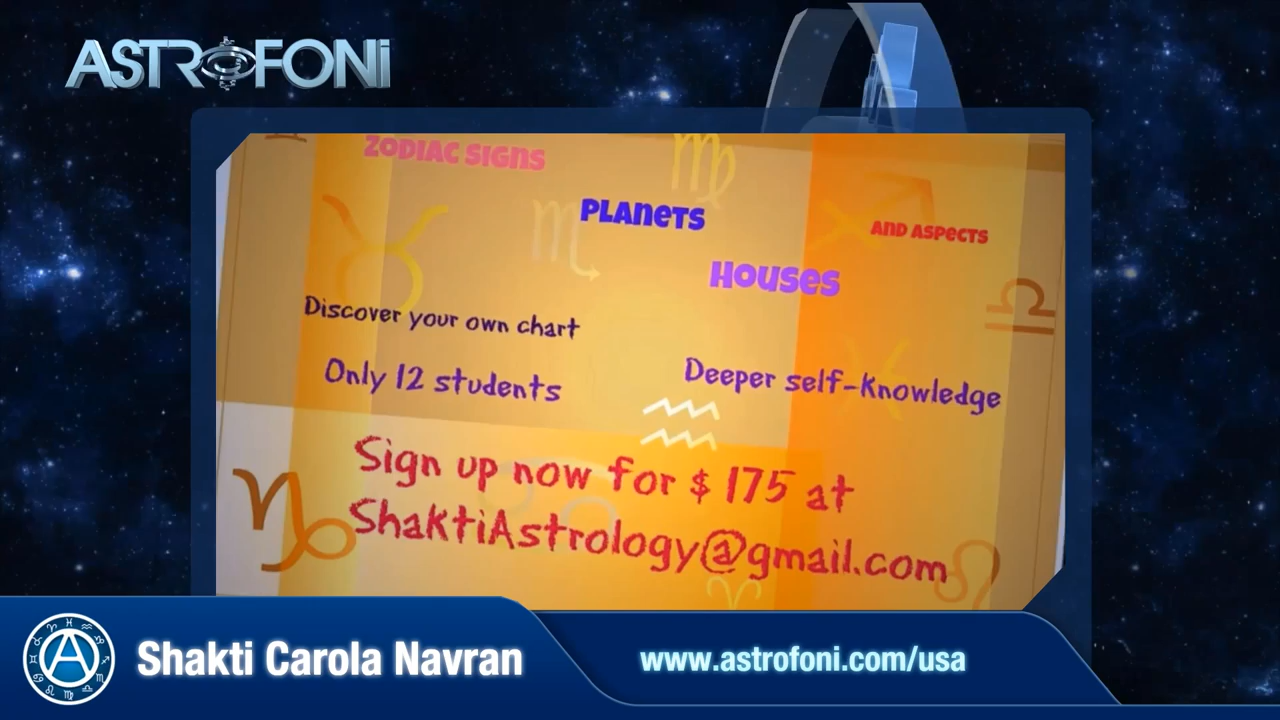 ASTROFONi
ZODIAC SIGNS
PLANETS
AND ASPECTS
HOUSES
Discover your own chart
Only 12 students
Deeper self-Knowledge
Sign up now for $ 175 at
ShaktiAstrology@gmail.com
Shakti Carola Navran
www.astrofoni.com/usa